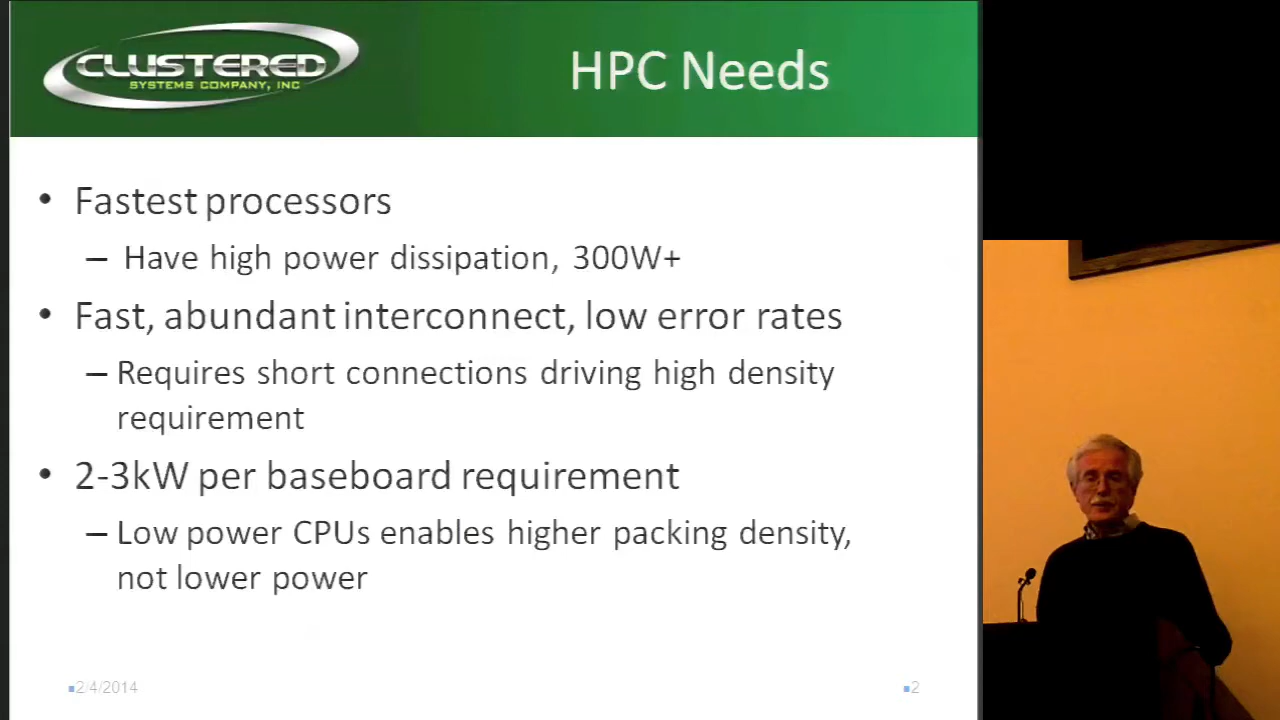 CLUSTERED
SYSTEMS COMPANY, INC
HPC Needs
• Fastest processors
– Have high power dissipation, 300W+
• Fast, abundant interconnect, low error rates
– Requires short connections driving high density
requirement
• 2-3kW per baseboard requirement
– Low power CPUs enables higher packing density,
not lower power
2/4/2014
2